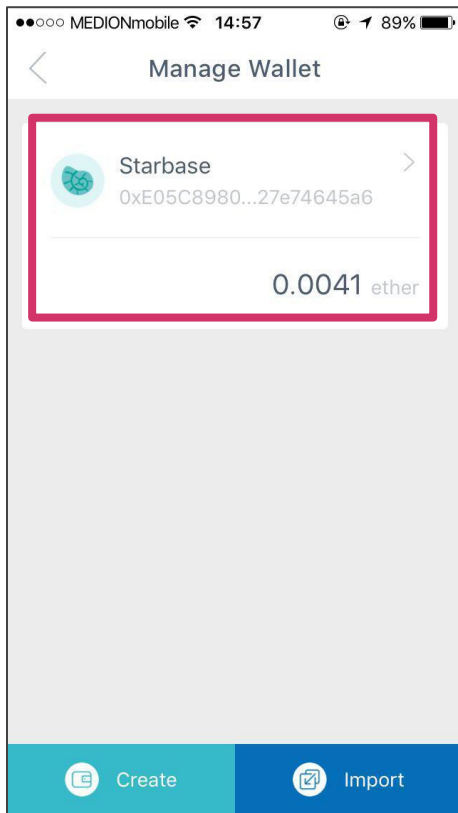 MEDIONmobile 14:57 89%
Manage Wallet
Starbase
0xE05C8980...27e74645a6
0.0041 ether
Create Import